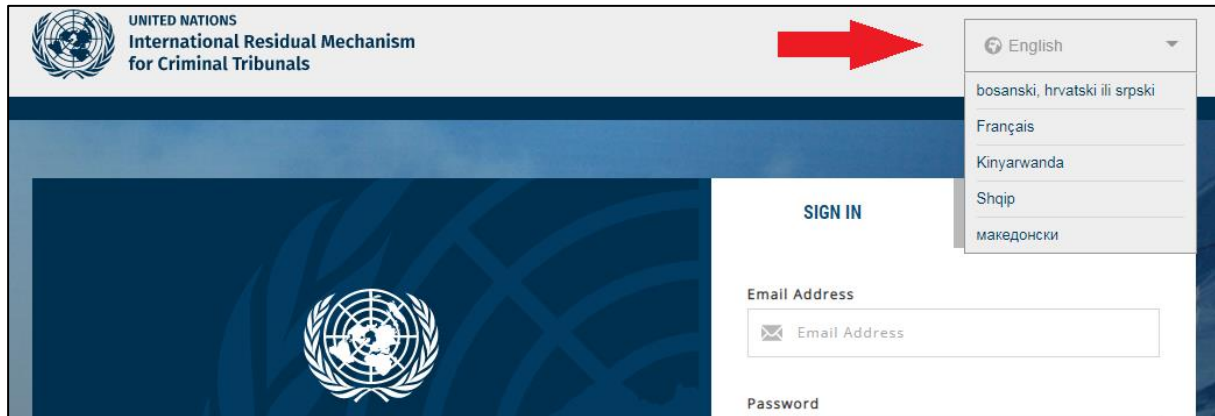 UNITED NATIONS
International Residual Mechanism
for Criminal Tribunals
English
bosanski, hrvatski ili srpski
Français
Kinyarwanda
Shqip
македонски
SIGN IN
Email Address
Email Address
Password